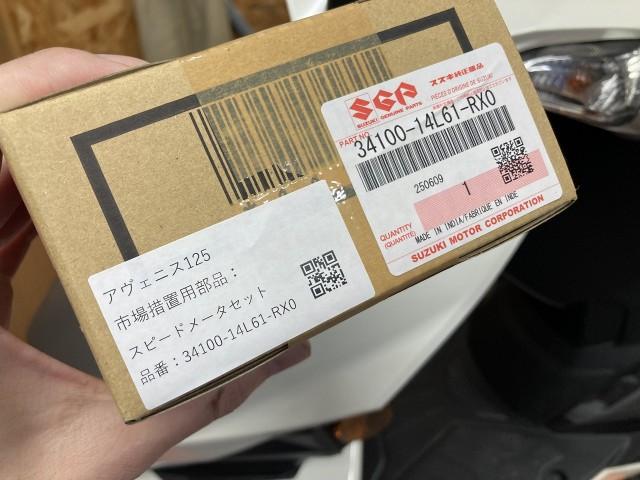 SGP
SUZUKI GENUINE PARTS
スズキ純正部品
PIÈCES D'ORIGINE DE SUZUKI
PART NO.
34100-14L61-RX0
250609
1
QUANTITY
(QUANTITÉ)
MADE IN INDIA/FABRIQUE EN INDE
SUZUKI MOTOR CORPORATION
アヴェニス125
市場措置用部品：
スピードメータセット
品番：34100-14L61-RX0